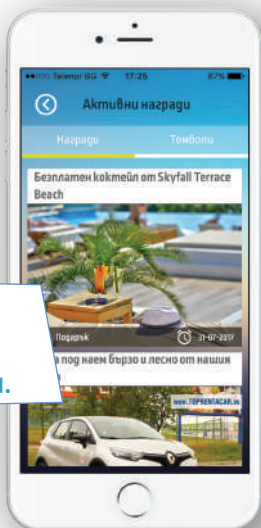 Telenor BG 17:25 87%
Активни награди
Награди Томболи
Безплатен коктейл от Skyfall Terrace
Beach
Подарък 31-07-2017
под наем бързо и лесно от нашия
www.TOPRENTACAR.